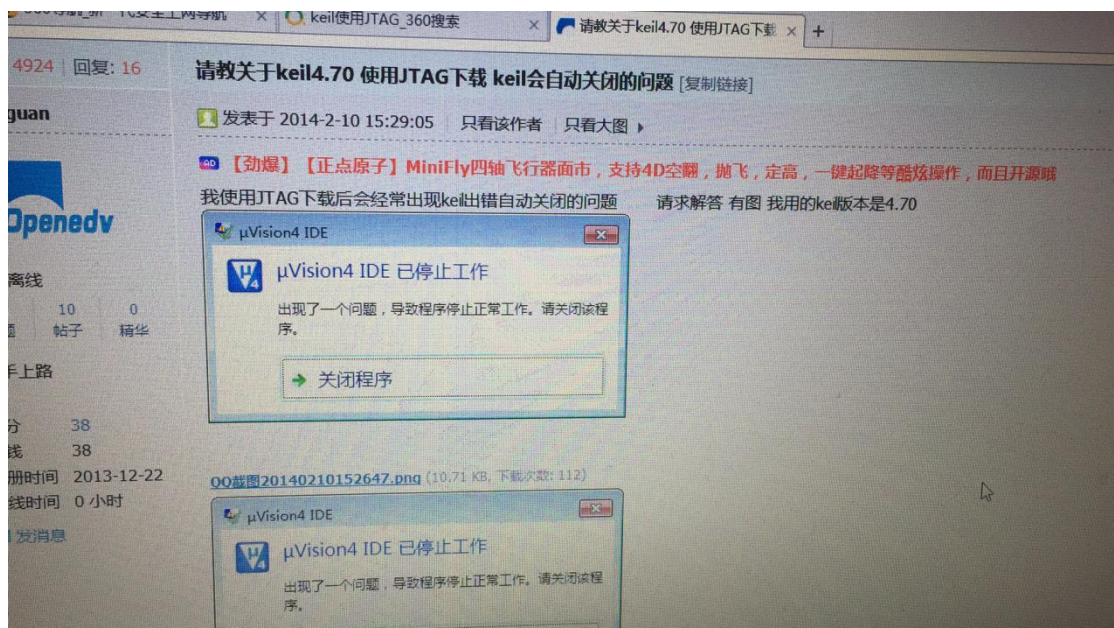 keil使用JTAG_360搜索
请教关于keil4.70 使用JTAG下载
4924 回复: 16
请教关于keil4.70 使用JTAG下载 keil会自动关闭的问题 [复制链接]
guan
发表于 2014-2-10 15:29:05 只看该作者 只看大图
AD 【劲爆】【正点原子】MiniFly四轴飞行器面市，支持4D空翻，抛飞，定高，一键起降等酷炫操作，而且开源哦
我使用JTAG下载后会经常出现keil出错自动关闭的问题 请求解答 有图 我用的keil版本是4.70
Openedv
µVision4 IDE
µVision4 IDE 已停止工作
离线
出现了一个问题，导致程序停止正常工作。请关闭该程
序。
10 0
帖子 精华
关闭程序
手上路
38
38
册时间 2013-12-22
线时间 0 小时
发消息
QQ截图20140210152647.png (10.71 KB, 下载次数: 112)
µVision4 IDE
µVision4 IDE 已停止工作
出现了一个问题，导致程序停止正常工作。请关闭该程
序。